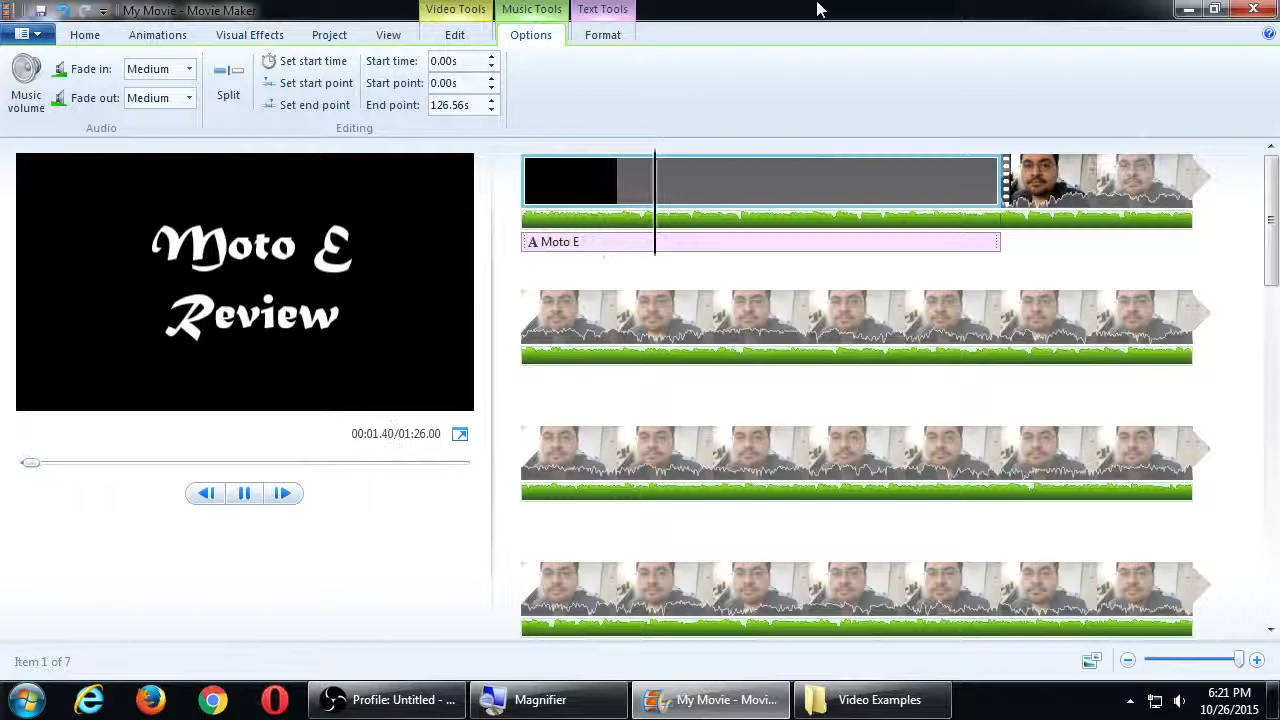 My Movie - Movie Maker
Video Tools
Music Tools
Text Tools
Home
Animations
Visual Effects
Project
View
Edit
Options
Format
Music volume
Fade in:
Medium
Fade out:
Medium
Audio
Split
Set start time
Set start point
Set end point
Start time:
0.00s
Start point:
0.00s
End point:
126.56s
Editing
Moto E
Review
00:01.40/01:26.00
A Moto E
Item 1 of 7
Profile: Untitled - ...
Magnifier
My Movie - Movi...
Video Examples
6:21 PM
10/26/2015